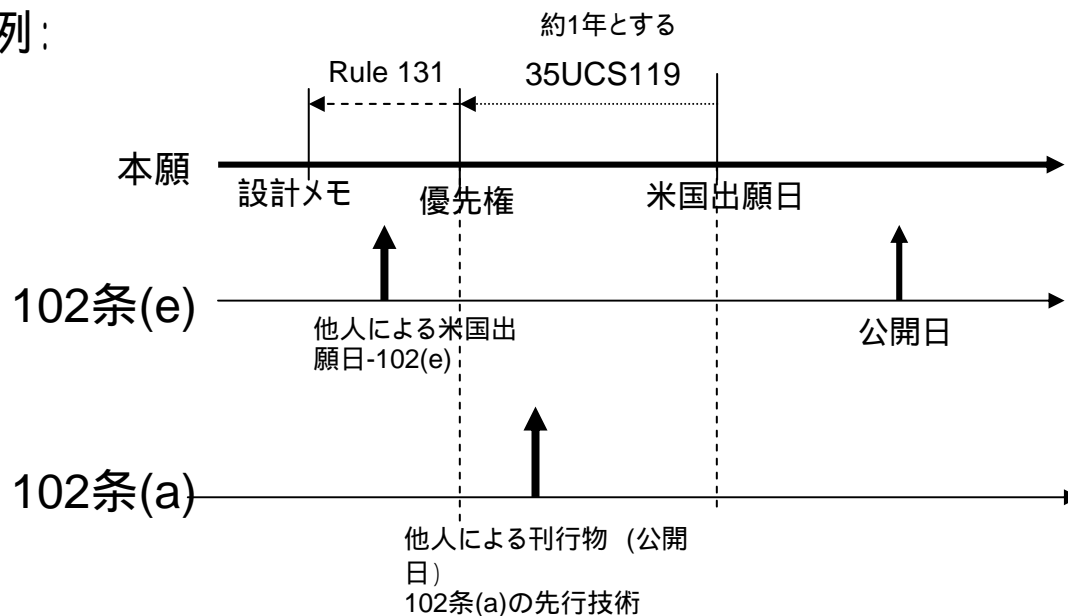 例:
約1年とする
Rule 131
35UCS119
本願
設計メモ
優先権
米国出願日
102条(e)
他人による米国出
願日-102(e)
公開日
102条(a)
他人による刊行物 (公開
日)
102条(a)の先行技術